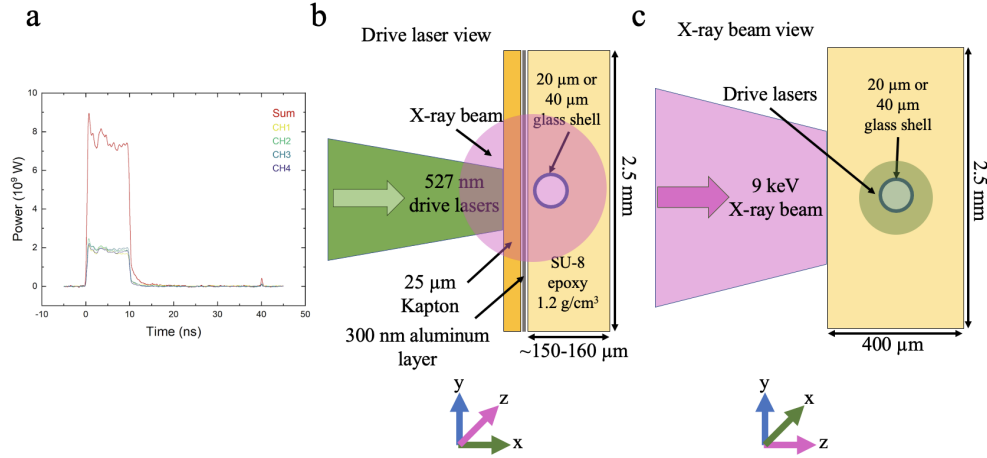 a
Power (10⁹ W)
10
8
6
4
2
0
-10
0
10
20
30
40
50
Time (ns)
Sum
CH1
CH2
CH3
CH4
b
Drive laser view
X-ray beam
527 nm
drive lasers
20 µm or
40 µm
glass shell
2.5 mm
25 µm
Kapton
300 nm aluminum
layer
SU-8
epoxy
1.2 g/cm³
~150-160 µm
y
z
x
c
X-ray beam view
Drive lasers
20 µm or
40 µm
glass shell
9 keV
X-ray beam
2.5 mm
400 µm
y
x
z